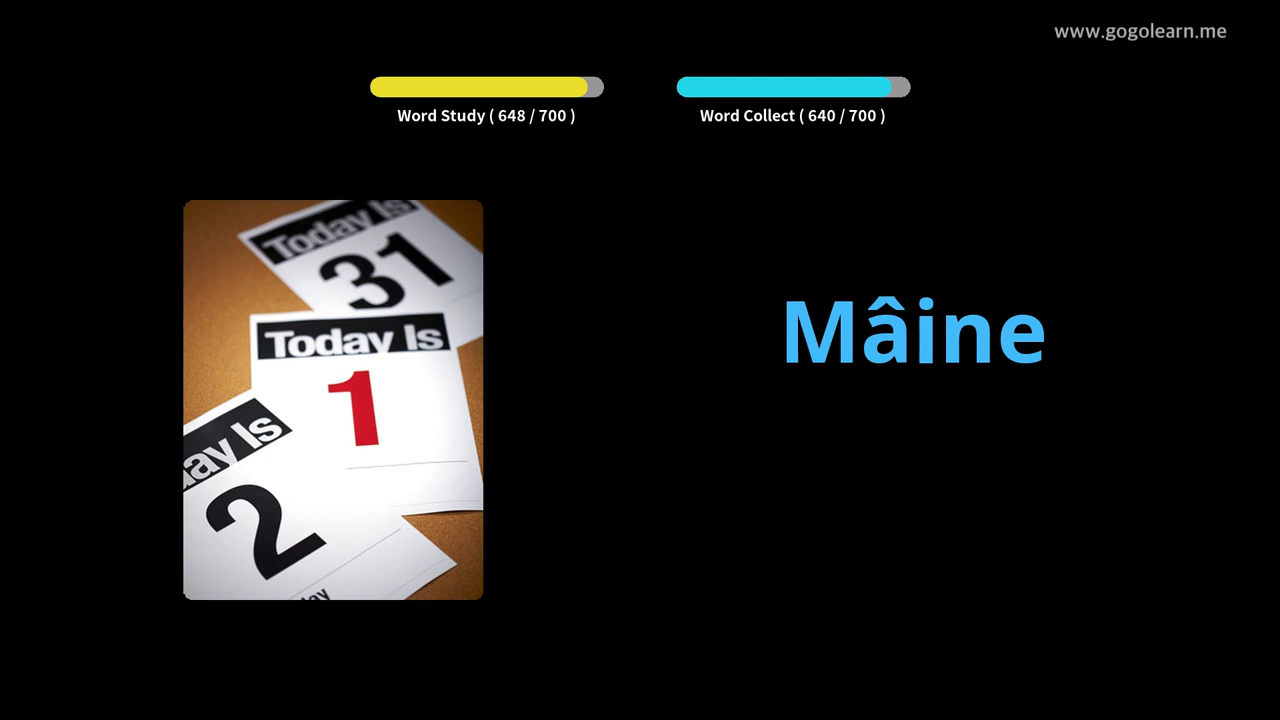 www.gogolearn.me
Word Study ( 648 / 700 )
Word Collect ( 640 / 700 )
Today Is
31
Today Is
1
Mâine
ay Is
2
ay